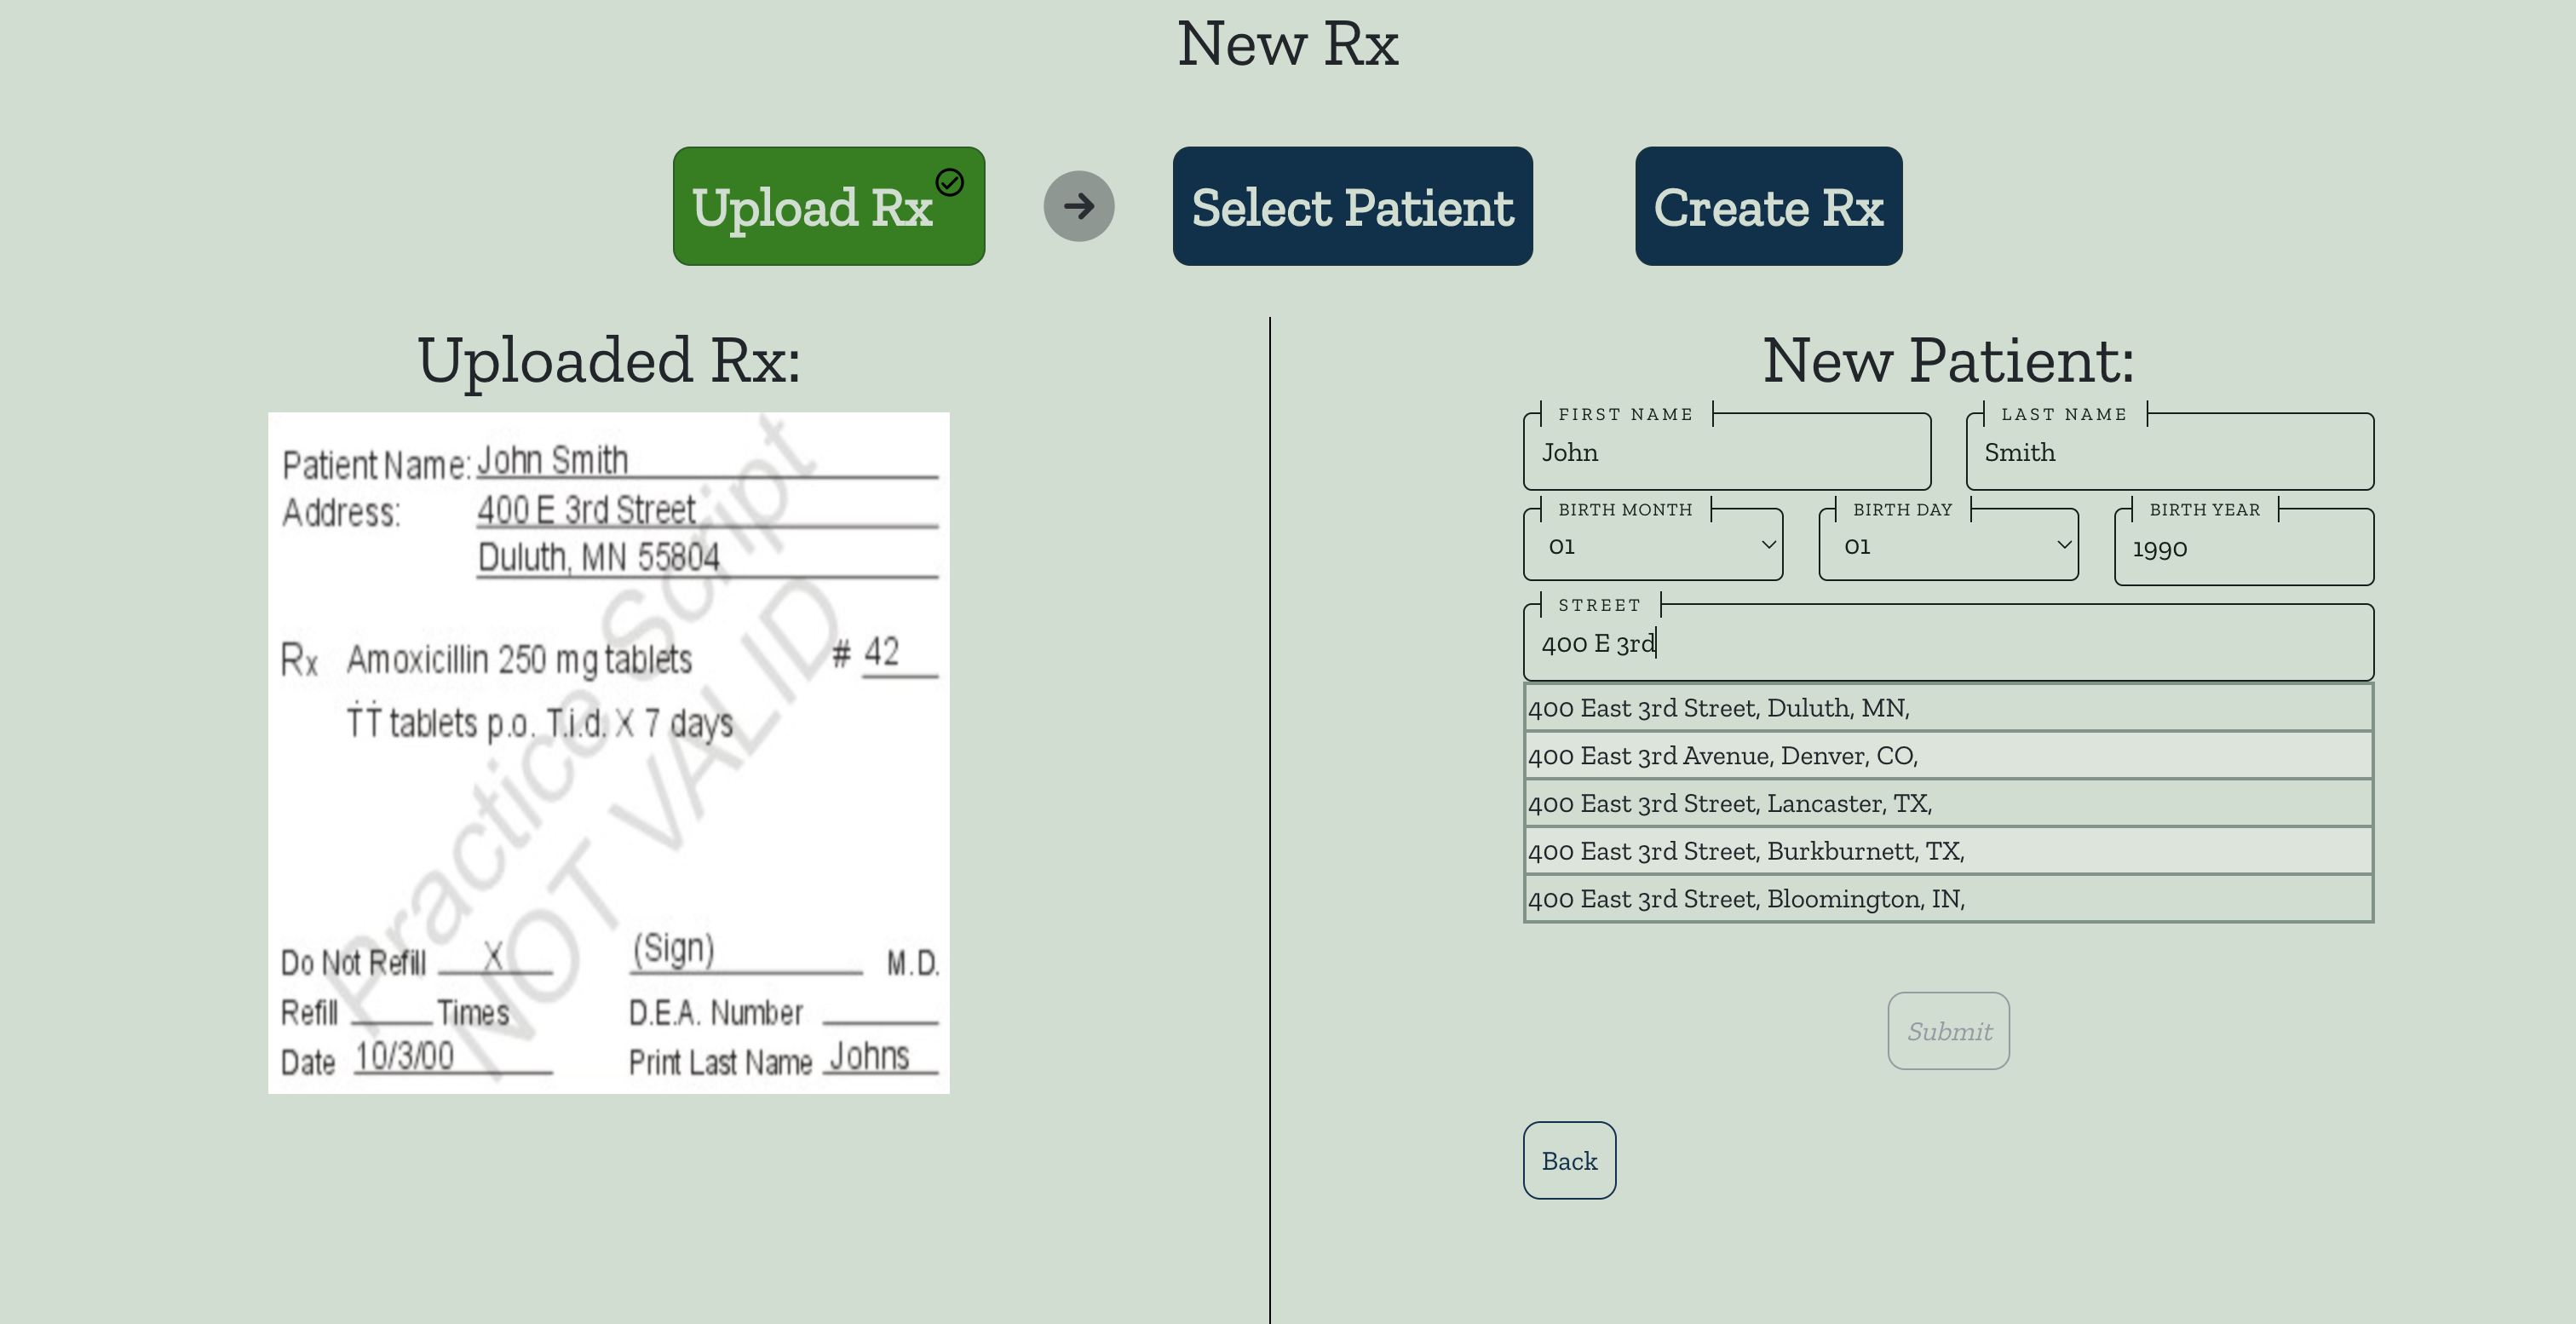 New Rx
Upload Rx
Select Patient
Create Rx
Uploaded Rx:
Patient Name: John Smith
Address: 400 E 3rd Street
Duluth, MN 55804
Rx Amoxicillin 250 mg tablets # 42
TT tablets p.o. T.i.d. X 7 days
Do Not Refill X (Sign) M.D.
Refill Times D.E.A. Number
Date 10/3/00 Print Last Name Johns
Practice Script
NOT VALID
New Patient:
FIRST NAME
John
LAST NAME
Smith
BIRTH MONTH
01
BIRTH DAY
01
BIRTH YEAR
1990
STREET
400 E 3rd
400 East 3rd Street, Duluth, MN,
400 East 3rd Avenue, Denver, CO,
400 East 3rd Street, Lancaster, TX,
400 East 3rd Street, Burkburnett, TX,
400 East 3rd Street, Bloomington, IN,
Submit
Back